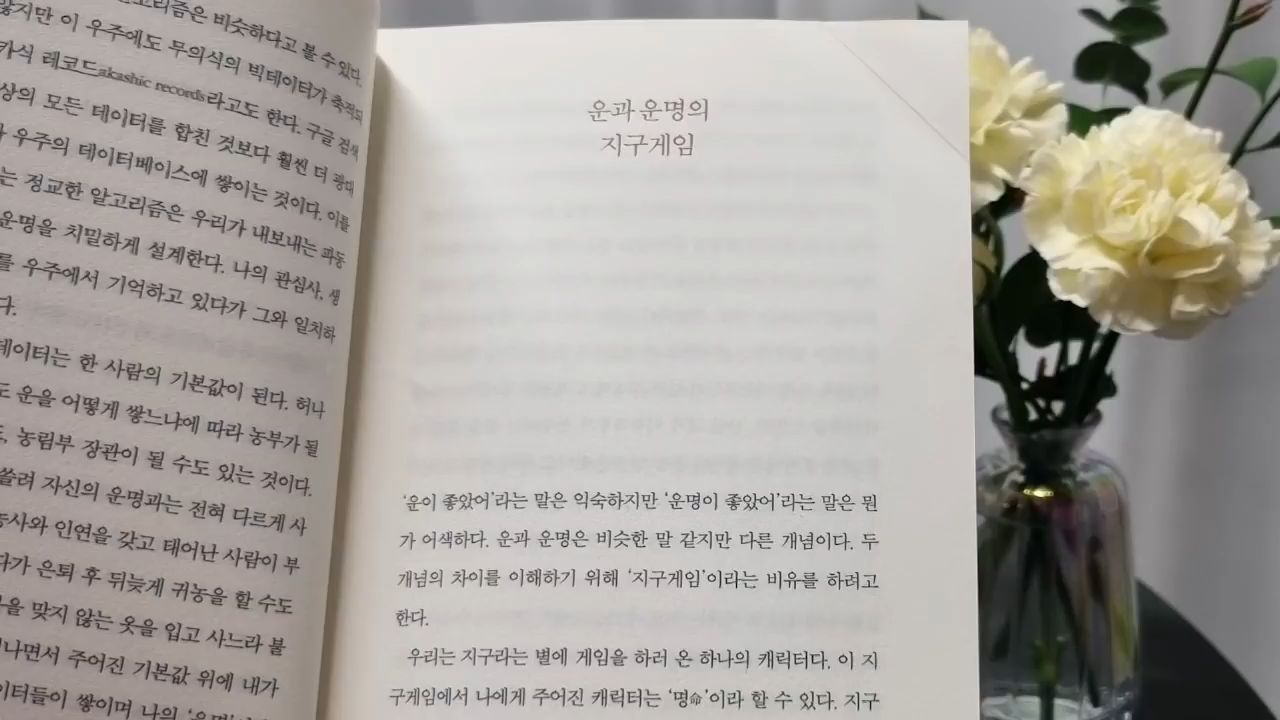 고리즘은 비슷하다고 볼 수 있다.
많지만 이 우주에도 무의식의 빅데이터가 축적되
카식 레코드akashic records라고도 한다. 구글 검색
상의 모든 데이터를 합친 것보다 훨씬 더 광대
우주의 데이터베이스에 쌓이는 것이다. 이를
는 정교한 알고리즘은 우리가 내보내는 파동
운명을 치밀하게 설계한다. 나의 관심사, 생
를 우주에서 기억하고 있다가 그와 일치하
다.
데이터는 한 사람의 기본값이 된다. 허나
도 운을 어떻게 쌓느냐에 따라 농부가 될
농림부 장관이 될 수도 있는 것이다.
쓸려 자신의 운명과는 전혀 다르게 사
농사와 인연을 갖고 태어난 사람이 부
다가 은퇴 후 뒤늦게 귀농을 할 수도
맞지 않는 옷을 입고 사느라 불
나면서 주어진 기본값 위에 내가
이터들이 쌓이며 나의
운과 운명의
지구게임
‘운이 좋았어’라는 말은 익숙하지만 ‘운명이 좋았어’라는 말은 뭔
가 어색하다. 운과 운명은 비슷한 말 같지만 다른 개념이다. 두
개념의 차이를 이해하기 위해 ‘지구게임’이라는 비유를 하려고
한다.
우리는 지구라는 별에 게임을 하러 온 하나의 캐릭터다. 이 지
구게임에서 나에게 주어진 캐릭터는 ‘명命’이라 할 수 있다. 지구